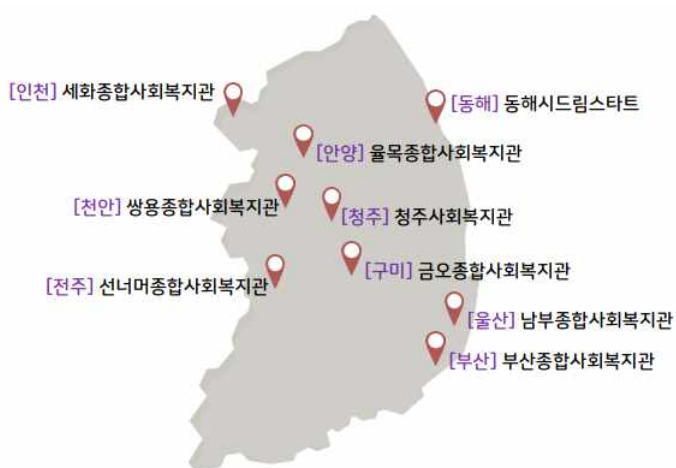 [인천] 세화종합사회복지관
[동해] 동해시드림스타트
[안양] 율목종합사회복지관
[천안] 쌍용종합사회복지관
[청주] 청주사회복지관
[구미] 금오종합사회복지관
[전주] 선너머종합사회복지관
[울산] 남부종합사회복지관
[부산] 부산종합사회복지관